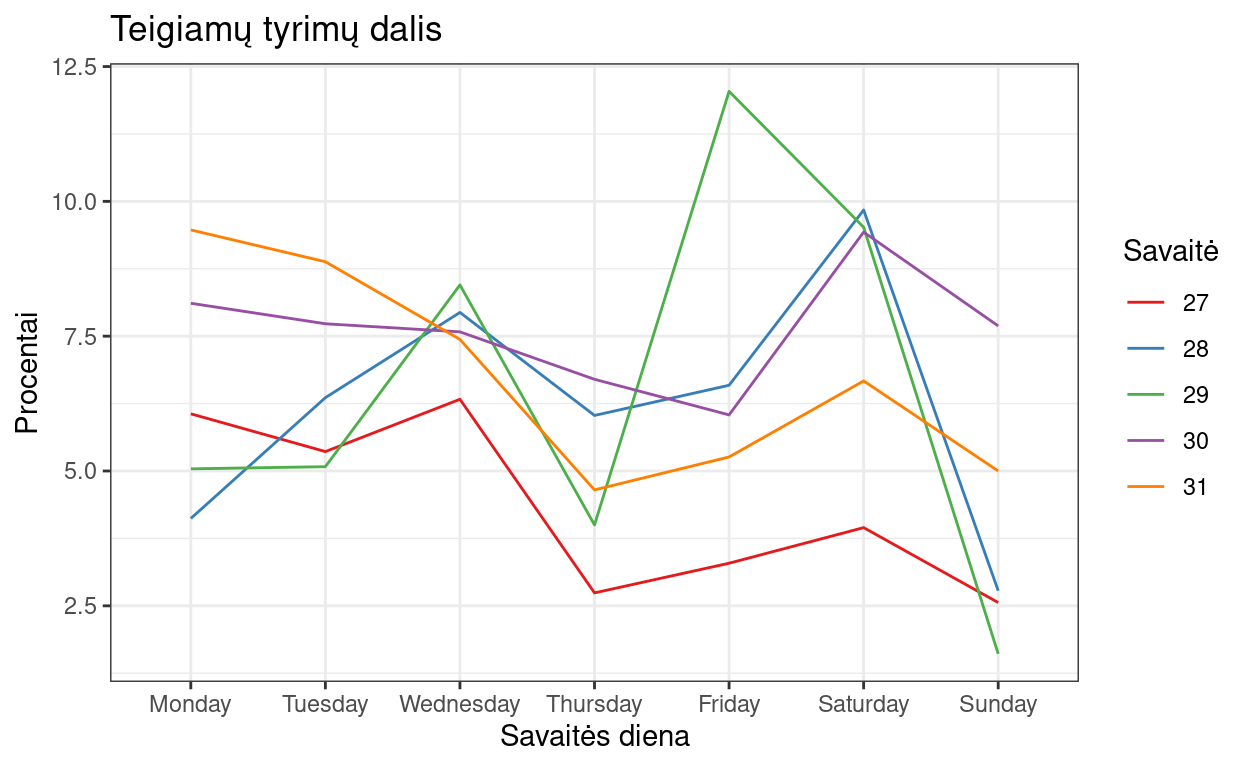 Teigiamų tyrimų dalis
12.5
10.0
7.5
5.0
2.5
Procentai
Monday Tuesday Wednesday Thursday Friday Saturday Sunday
Savaitės diena
Savaitė
27
28
29
30
31